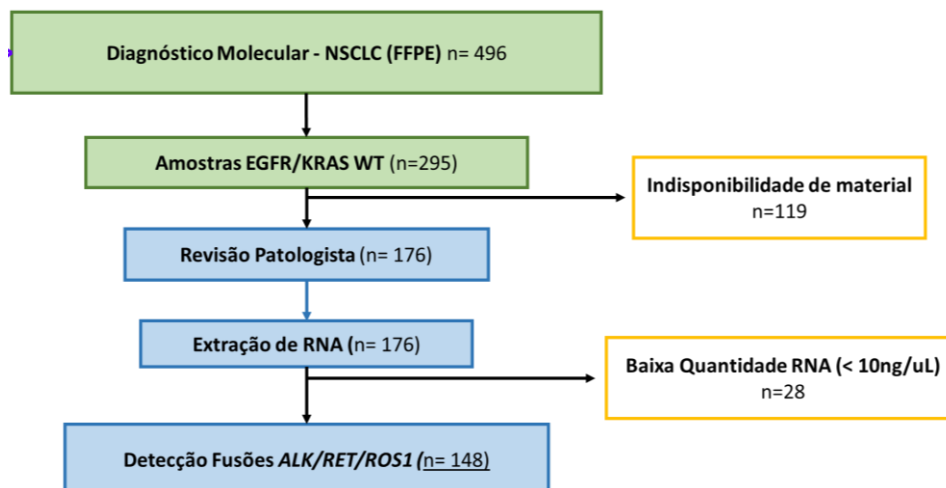 Diagnóstico Molecular - NSCLC (FFPE) n= 496
Amostras EGFR/KRAS WT (n=295)
Indisponibilidade de material
n=119
Revisão Patologista (n= 176)
Extração de RNA (n= 176)
Baixa Quantidade RNA (< 10ng/uL)
n=28
Detecção Fusões ALK/RET/ROS1 (n= 148)